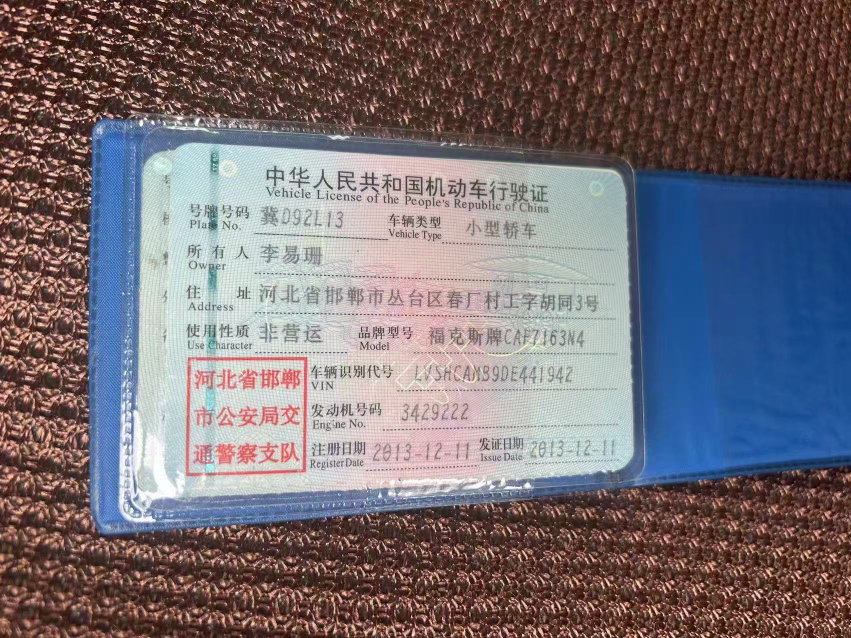 中华人民共和国机动车行驶证
Vehicle License of the People's Republic of China
号牌号码 冀D92L13 车辆类型 小型轿车
Plate No. Vehicle Type
所有人 李易珊
Owner
住址 河北省邯郸市丛台区春厂村工字胡同3号
Address
使用性质 非营运 品牌型号 福克斯牌CAF7163N4
Use Character Model
河北省邯郸
市公安局交
通警察支队
车辆识别代号 LVSHCAMB9DE441942
VIN
发动机号码 3429222
Engine No.
注册日期 2013-12-11 发证日期 2013-12-11
Register Date Issue Date